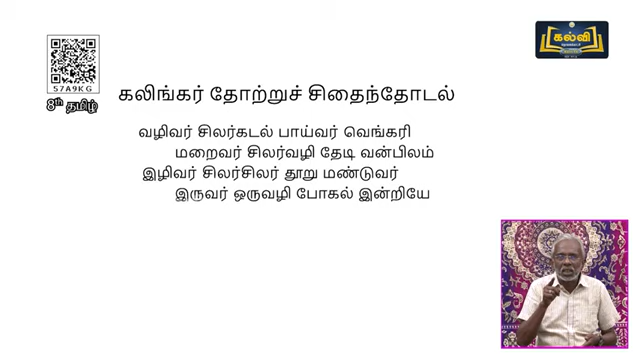 கல்வி
S7A9KG
8th தமிழ்
கலிங்கர் தோற்றுச் சிதைந்தோடல்
வழிவர் சிலர்கடல் பாய்வர் வெங்கரி
மறைவர் சிலர்வழி தேடி வன்பிலம்
இழிவர் சிலர்சிலர் தூறு மண்டுவர்
இருவர் ஒருவழி போகல் இன்றியே